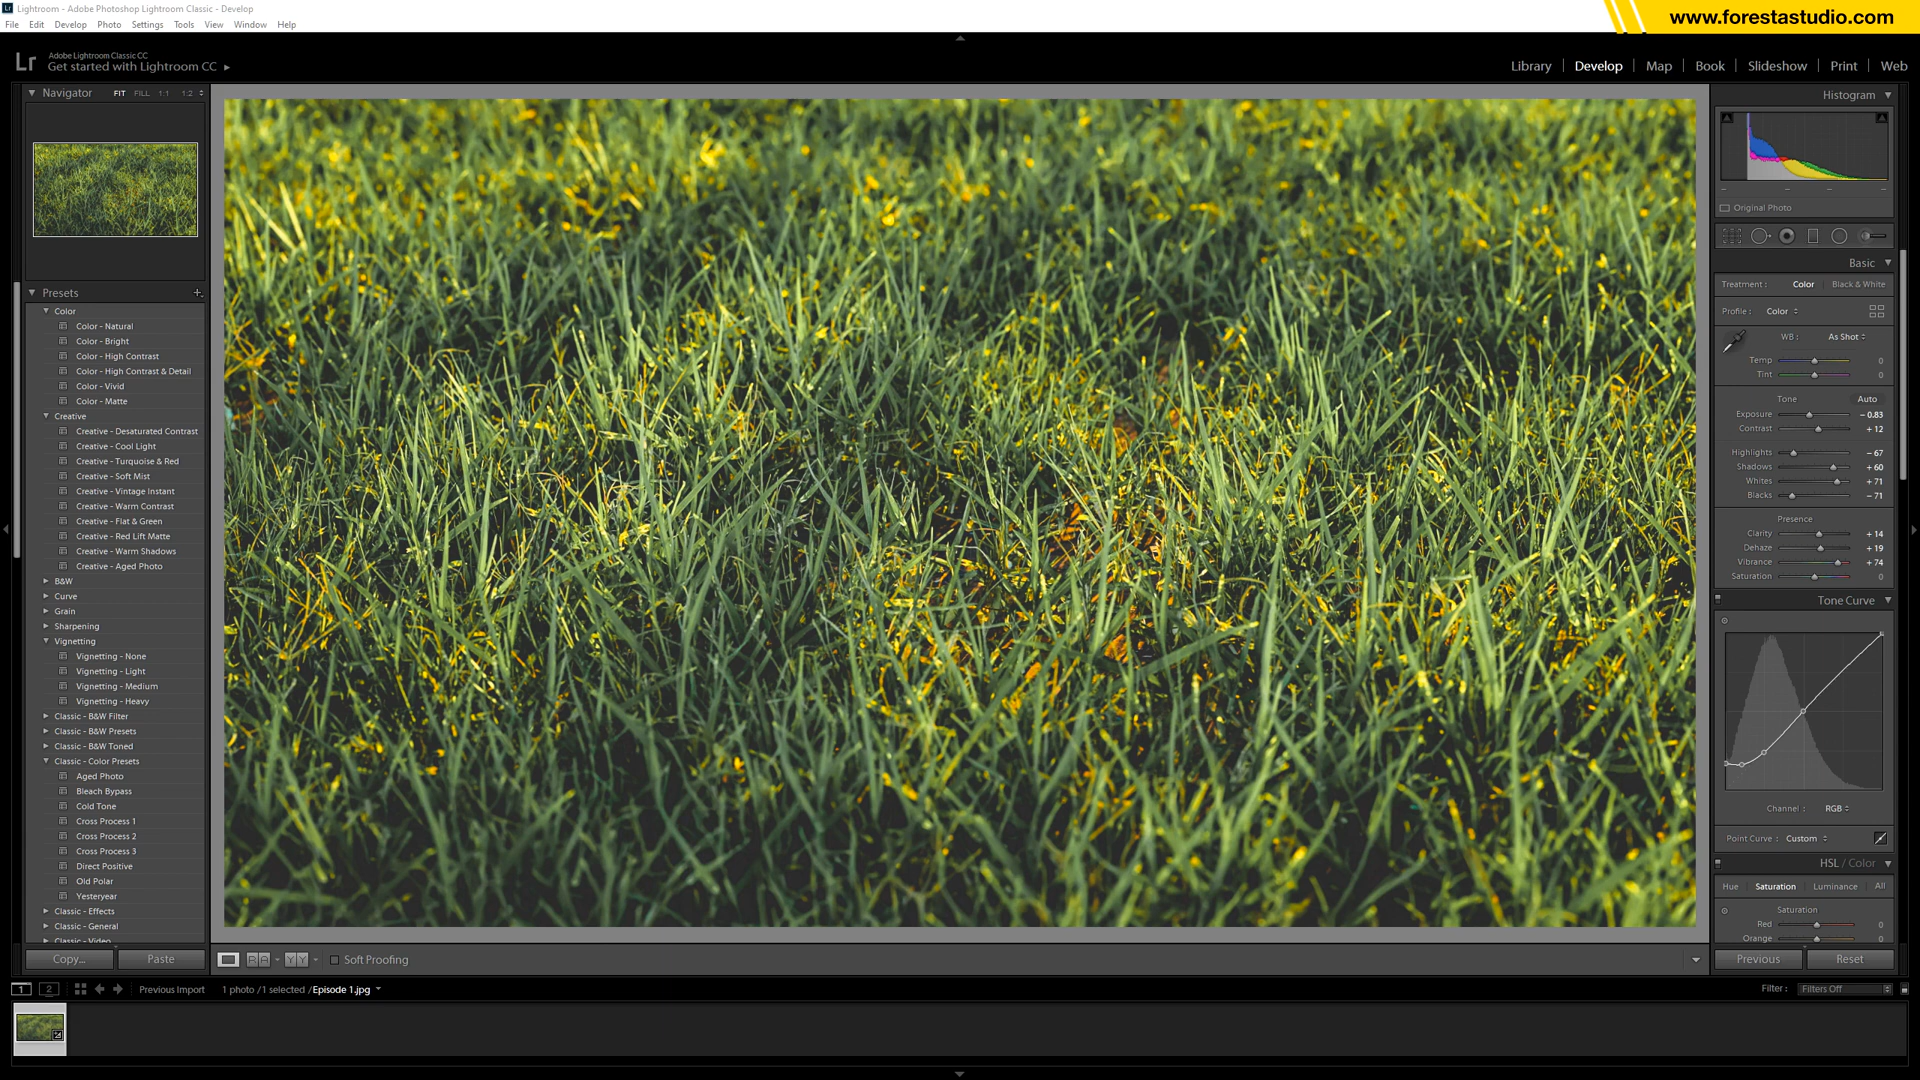 Lightroom - Adobe Photoshop Lightroom Classic - Develop
www.forestastudio.com
File Edit Develop Photo Settings Tools View Window Help
Lr
Adobe Lightroom Classic CC
Get started with Lightroom CC
Library Develop Map Book Slideshow Print Web
Navigator FIT FILL 1:1 1:2
Presets
Color
Color - Natural
Color - Bright
Color - High Contrast
Color - High Contrast & Detail
Color - Vivid
Color - Matte
Creative
Creative - Desaturated Contrast
Creative - Cool Light
Creative - Turquoise & Red
Creative - Soft Mist
Creative - Vintage Instant
Creative - Warm Contrast
Creative - Flat & Green
Creative - Red Lift Matte
Creative - Warm Shadows
Creative - Aged Photo
B&W
Curve
Grain
Sharpening
Vignetting
Vignetting - None
Vignetting - Light
Vignetting - Medium
Vignetting - Heavy
Classic - B&W Filter
Classic - B&W Presets
Classic - B&W Toned
Classic - Color Presets
Aged Photo
Bleach Bypass
Cold Tone
Cross Process 1
Cross Process 2
Cross Process 3
Direct Positive
Old Polar
Yesteryear
Classic - Effects
Classic - General
Classic - Video
Copy... Paste
Histogram
Original Photo
Basic
Treatment : Color Black & White
Profile : Color
WB : As Shot
Temp 0
Tint 0
Tone Auto
Exposure - 0.83
Contrast + 12
Highlights - 67
Shadows + 60
Whites + 71
Blacks - 71
Presence
Clarity + 14
Dehaze + 19
Vibrance + 74
Saturation 0
Tone Curve
Channel : RGB
Point Curve : Custom
HSL / Color
Hue Saturation Luminance All
Saturation
Red 0
Orange 0
Previous Reset
R A Y Y Soft Proofing
1 2 Previous Import 1 photo / 1 selected / Episode 1.jpg
Filter : Filters Off